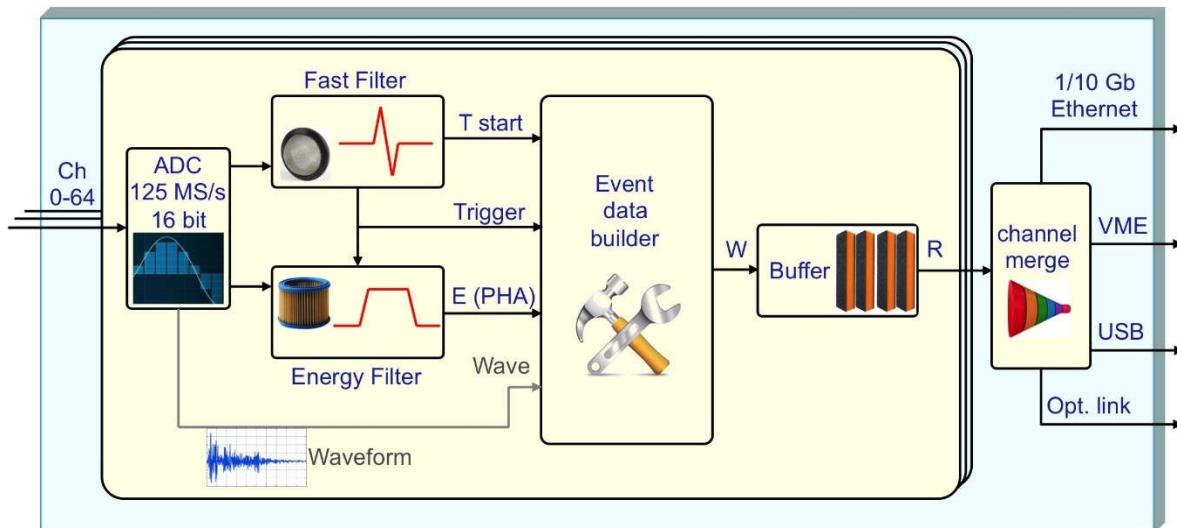 Fast Filter
1/10 Gb
Ethernet
T start
Ch
0-64
ADC
125 MS/s
16 bit
Event
data
builder
Trigger
channel
merge
VME
W
Buffer
R
E (PHA)
USB
Wave
Energy Filter
Opt. link
Waveform